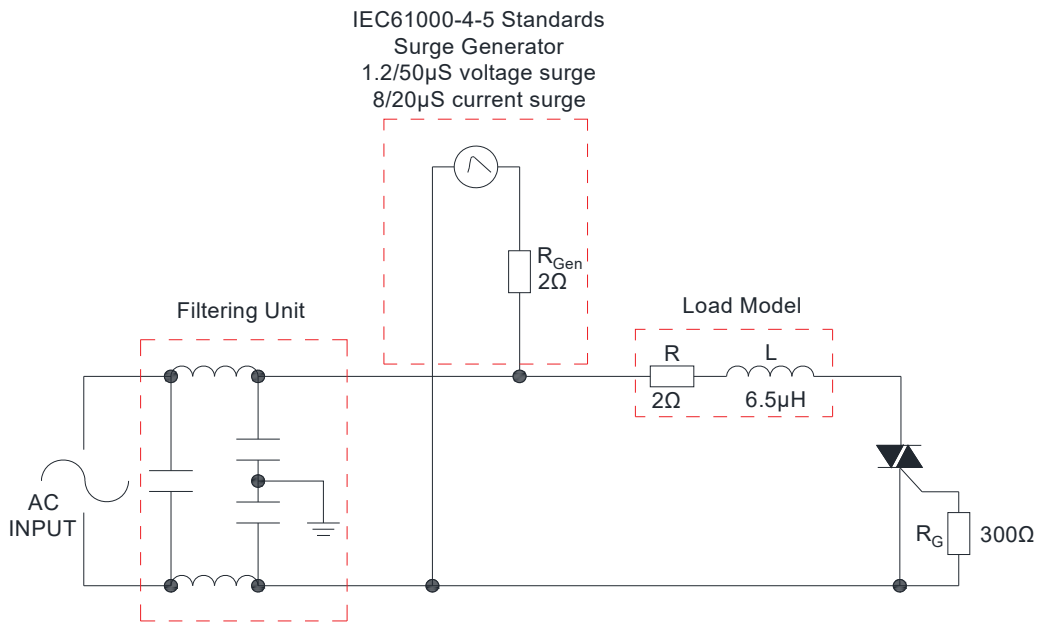 IEC61000-4-5 Standards
Surge Generator
1.2/50µS voltage surge
8/20µS current surge
RGen
2Ω
Filtering Unit
Load Model
R
L
2Ω
6.5µH
AC
INPUT
RG
300Ω